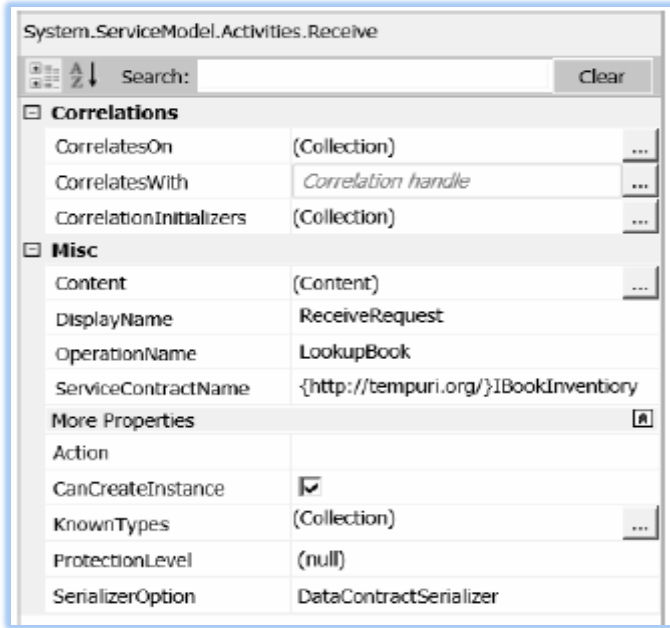 System.ServiceModel.Activities.Receive
A Z Search: Clear
Correlations
CorrelatesOn (Collection) ...
CorrelatesWith Correlation handle ...
CorrelationInitializers (Collection) ...
Misc
Content (Content) ...
DisplayName ReceiveRequest
OperationName LookupBook
ServiceContractName {http://tempuri.org/}IBookInventiory
More Properties
Action
CanCreateInstance
KnownTypes (Collection) ...
ProtectionLevel (null)
SerializerOption DataContractSerializer